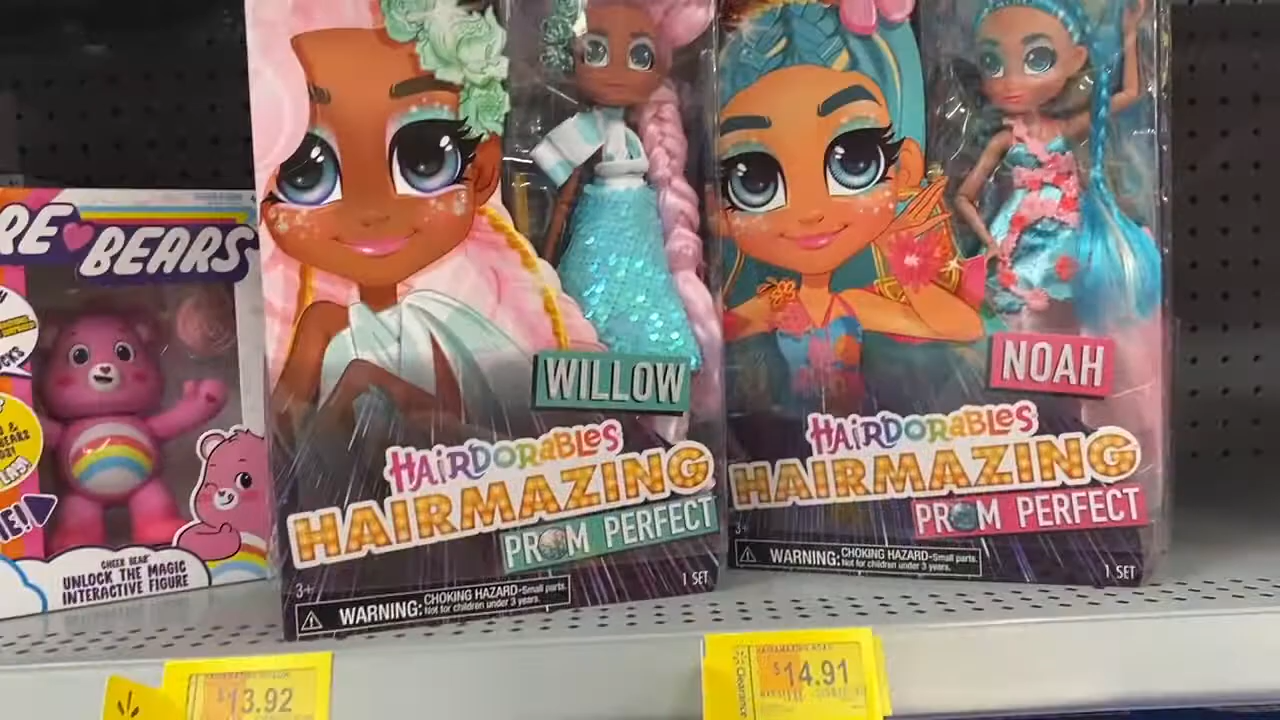 RE BEARS
CHEER BEAR
UNLOCK THE MAGIC
INTERACTIVE FIGURE
WILLOW
HAIRDORABLES
HAIRMAZING
PROM PERFECT
3+
WARNING: CHOKING HAZARD-Small parts.
Not for children under 3 years.
1 SET
NOAH
HAIRDORABLES
HAIRMAZING
PROM PERFECT
3+
WARNING: CHOKING HAZARD-Small parts.
Not for children under 3 years.
1 SET
$13.92
Clearance
$14.91